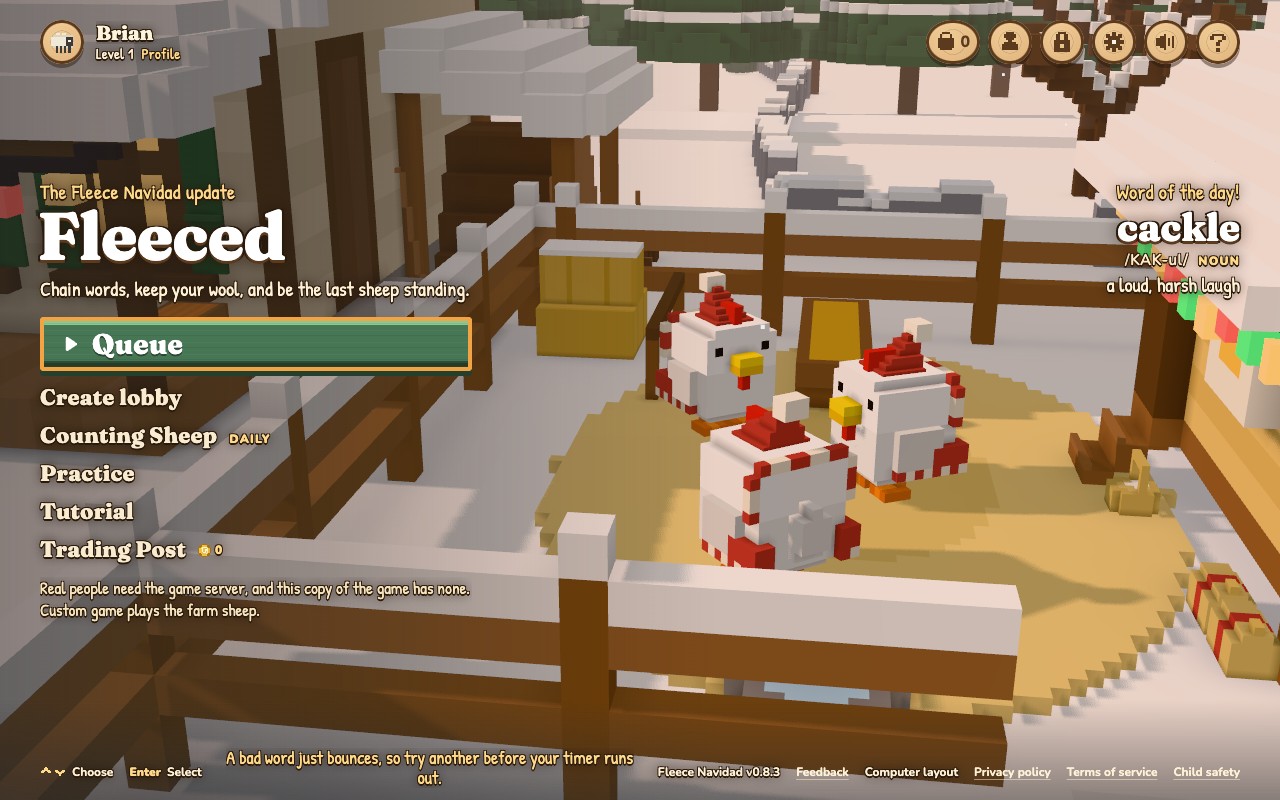 Brian
Level 1 Profile
0
The Fleece Navidad update
Fleeced
Chain words, keep your wool, and be the last sheep standing.
Queue
Create lobby
Counting Sheep DAILY
Practice
Tutorial
Trading Post 0
Real people need the game server, and this copy of the game has none.
Custom game plays the farm sheep.
Word of the day!
cackle
/KAK-ul/ NOUN
a loud, harsh laugh
Choose Enter Select
A bad word just bounces, so try another before your timer runs
out.
Fleece Navidad v0.8.3 Feedback Computer layout Privacy policy Terms of service Child safety